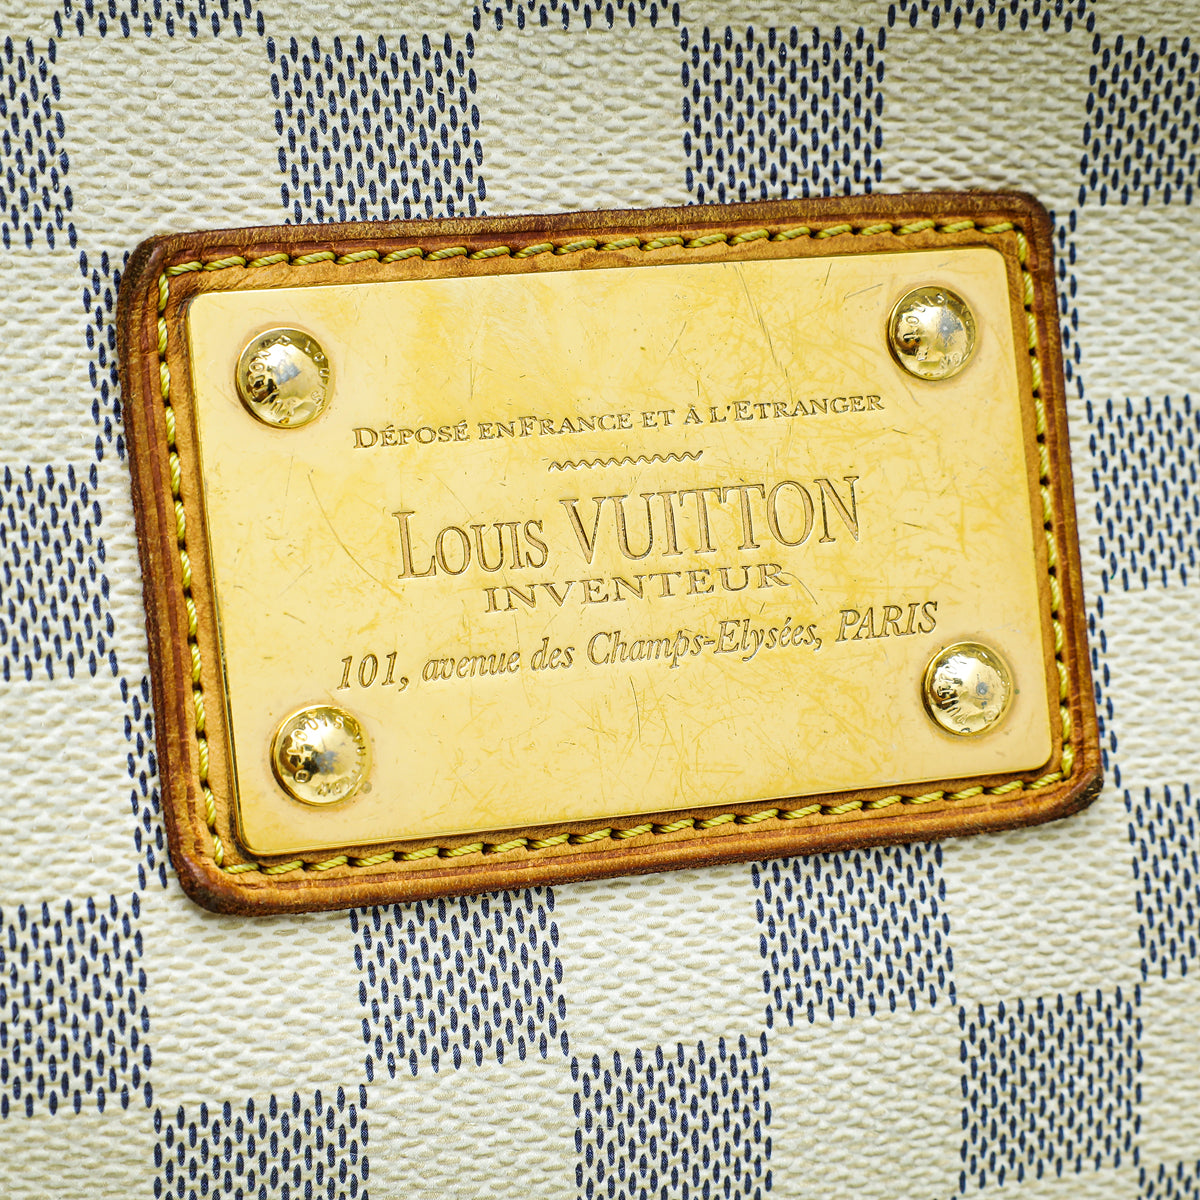 DÉPOSÉ ENFRANCE ET À L'ETRANGER
LOUIS VUITTON
INVENTEUR
101, avenue des Champs-Elysées, PARIS